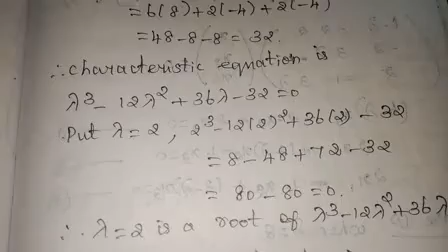 =6(8)+2(-4)+2(-4)
=48-8-8=32.
∴characteristic equation is
λ³-12λ²+36λ-32=0
Put λ=2, 2³-12(2)²+36(2)-32
=8-48+72-32
=80-80=0.
∴ λ=2 is a root of λ³-12λ²+36λ